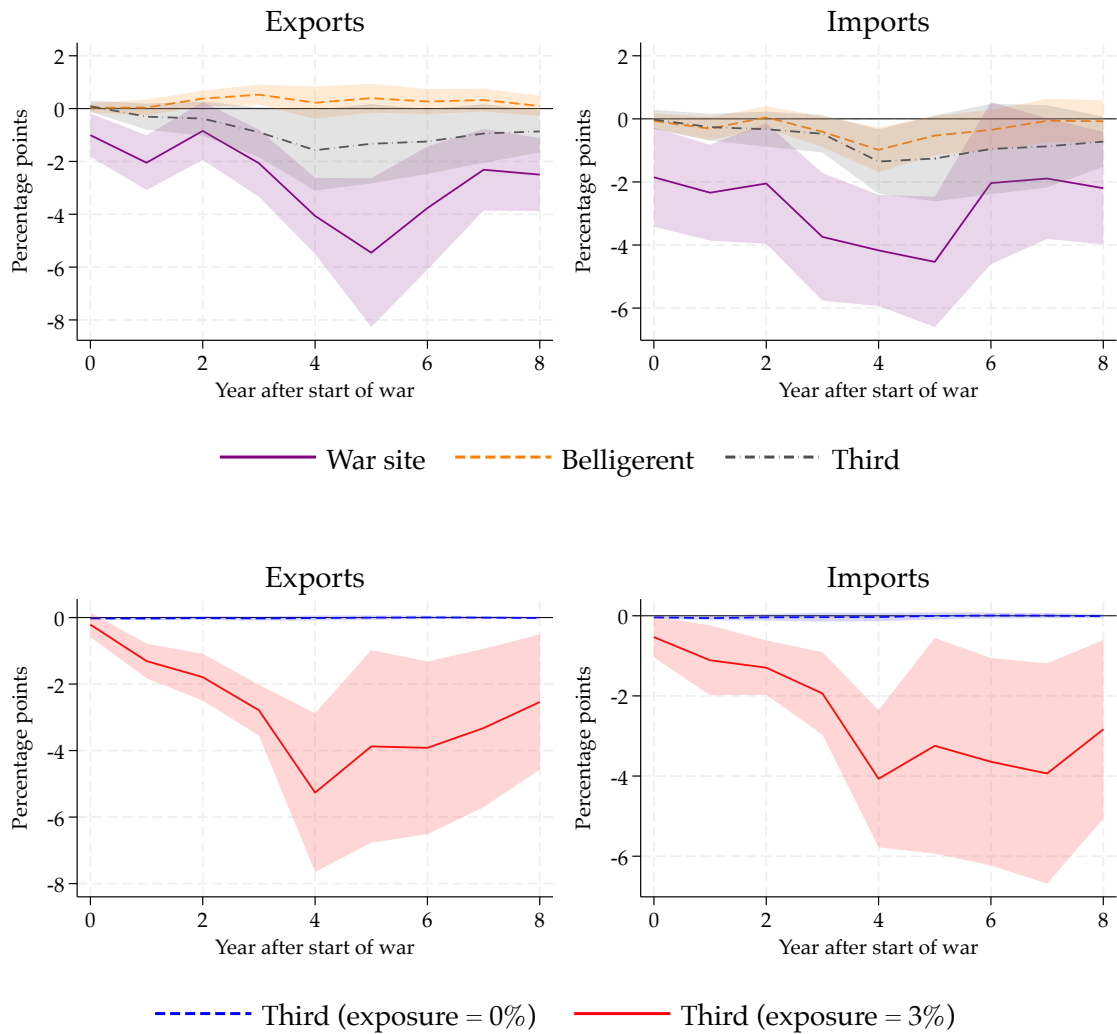 Exports
Imports
Percentage points
2
0
-2
-4
-6
-8
0 2 4 6 8
Year after start of war
Percentage points
2
0
-2
-4
-6
0 2 4 6 8
Year after start of war
War site Belligerent Third
Exports
Imports
Percentage points
0
-2
-4
-6
-8
0 2 4 6 8
Year after start of war
Percentage points
0
-2
-4
-6
0 2 4 6 8
Year after start of war
Third (exposure = 0%) Third (exposure = 3%)